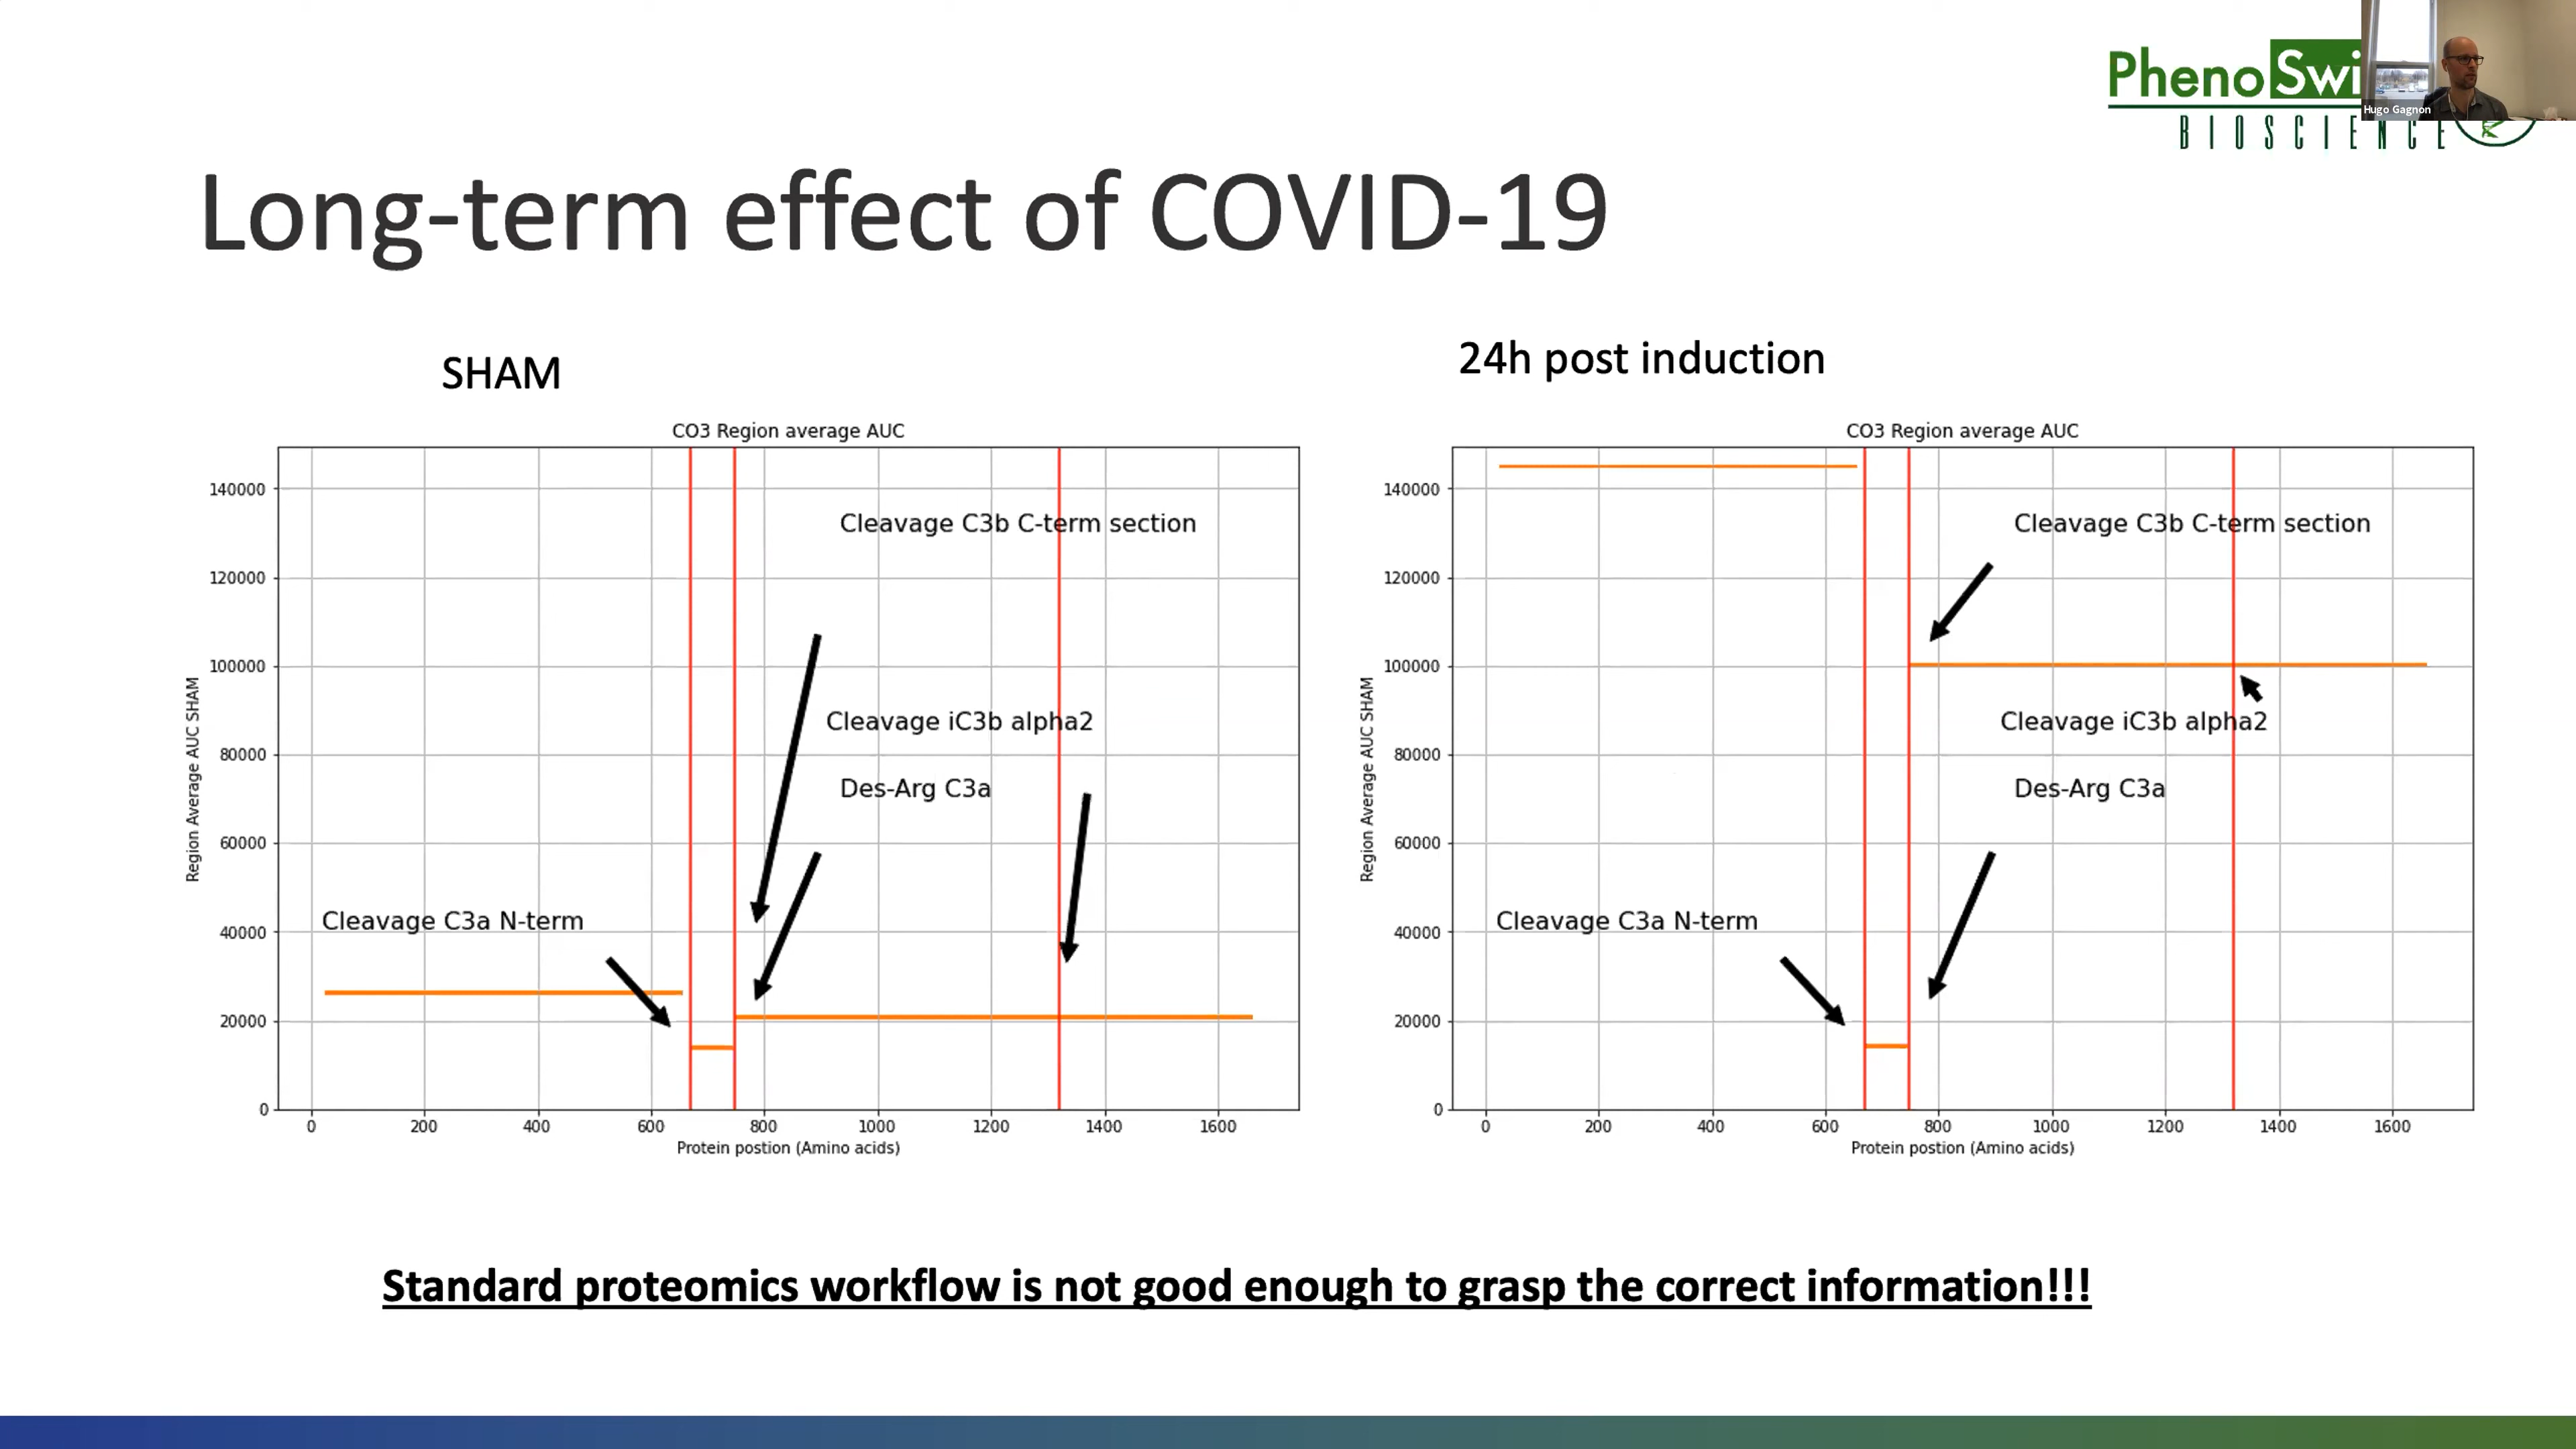 PhenoSwi
BIOSCIENCE
Hugo Gagnon
Long-term effect of COVID-19
SHAM
24h post induction
CO3 Region average AUC
140000
120000
100000
80000
60000
40000
20000
0
Region Average AUC SHAM
Cleavage C3b C-term section
Cleavage iC3b alpha2
Des-Arg C3a
Cleavage C3a N-term
0 200 400 600 800 1000 1200 1400 1600
Protein postion (Amino acids)
CO3 Region average AUC
140000
120000
100000
80000
60000
40000
20000
0
Region Average AUC SHAM
Cleavage C3b C-term section
Cleavage iC3b alpha2
Des-Arg C3a
Cleavage C3a N-term
0 200 400 600 800 1000 1200 1400 1600
Protein postion (Amino acids)
Standard proteomics workflow is not good enough to grasp the correct information!!!